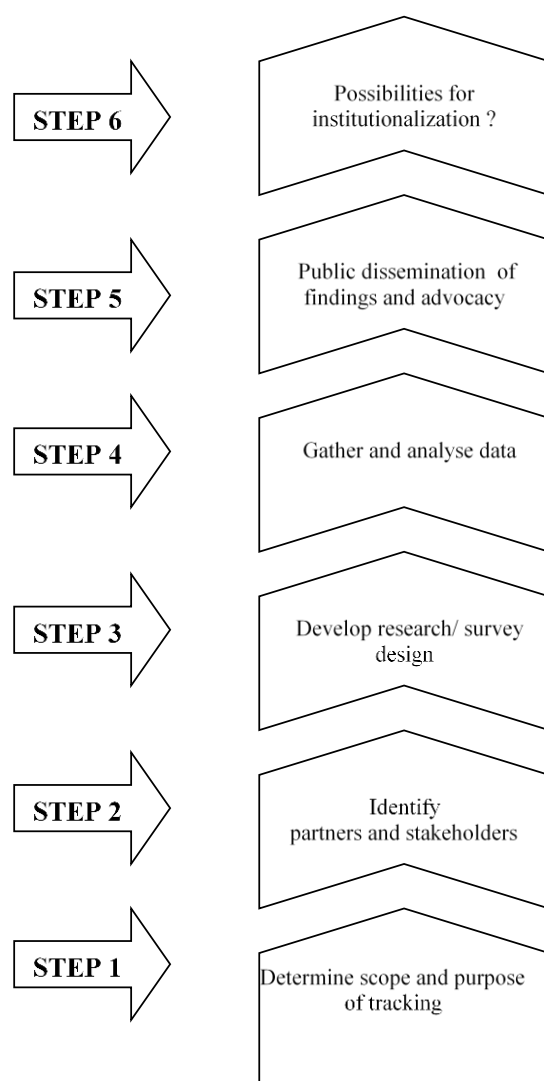 STEP 6
Possibilities for
institutionalization ?
STEP 5
Public dissemination of
findings and advocacy
STEP 4
Gather and analyse data
STEP 3
Develop research/ survey
design
STEP 2
Identify
partners and stakeholders
STEP 1
Determine scope and purpose
of tracking